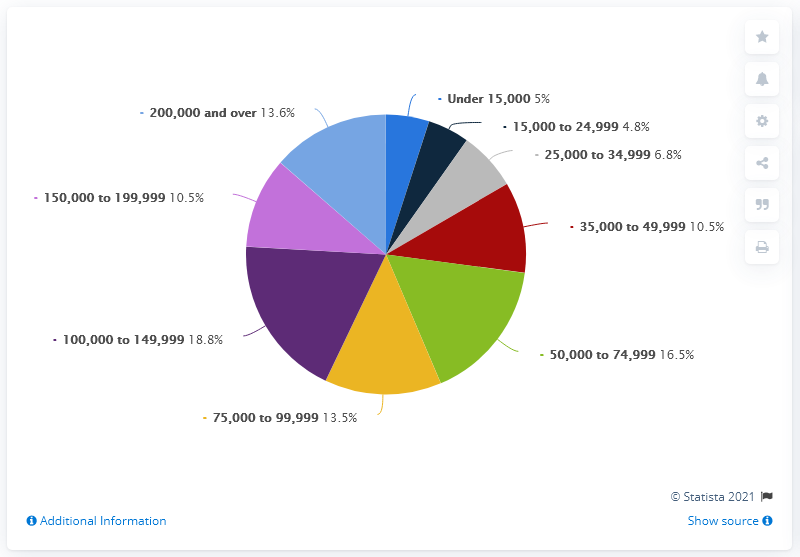 - Under 15,000 5%
- 200,000 and over 13.6%
- 15,000 to 24,999 4.8%
- 25,000 to 34,999 6.8%
- 150,000 to 199,999 10.5%
- 35,000 to 49,999 10.5%
- 100,000 to 149,999 18.8%
- 50,000 to 74,999 16.5%
- 75,000 to 99,999 13.5%
© Statista 2021
Additional Information
Show source